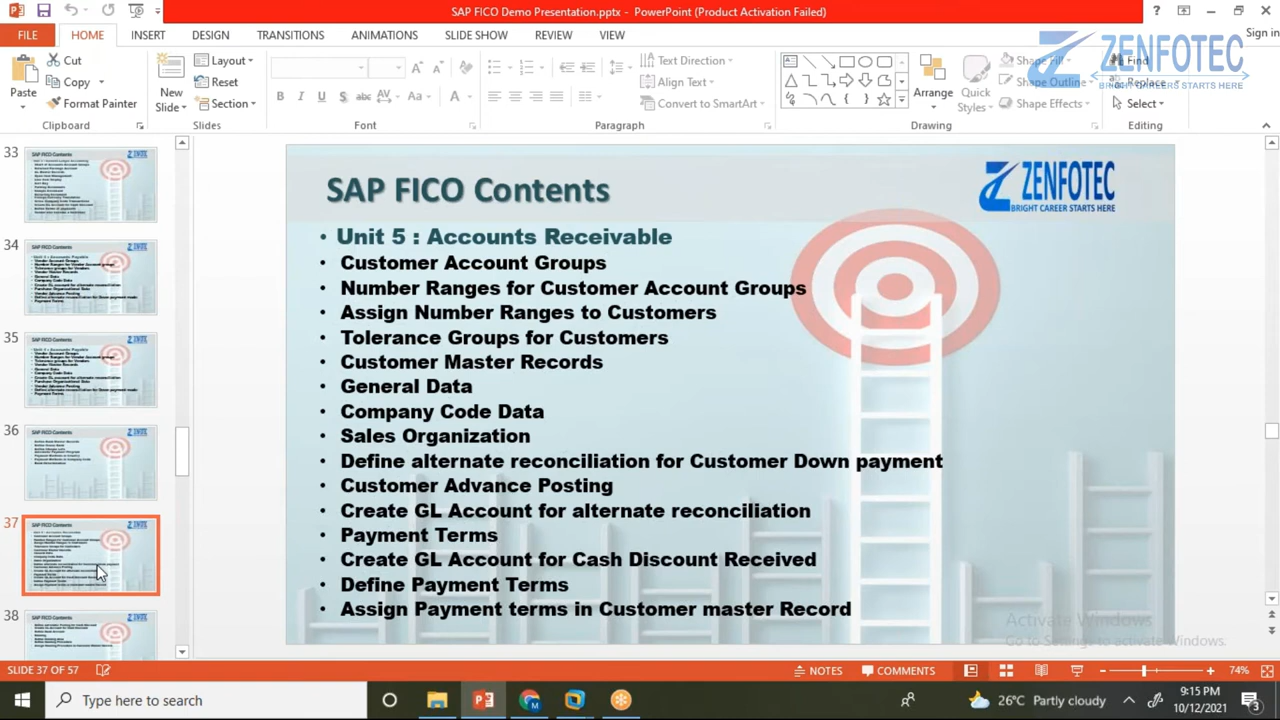 SAP FICO Demo Presentation.pptx - PowerPoint (Product Activation Failed)
FILE HOME INSERT DESIGN TRANSITIONS ANIMATIONS SLIDE SHOW REVIEW VIEW
Sign in
ZENFOTEC
BRIGHT CAREER STARTS HERE
Paste
Cut
Copy
Format Painter
Clipboard
New
Slide
Layout
Reset
Section
Slides
Font
Text Direction
Align Text
Convert to SmartArt
Paragraph
Arrange
Quick
Styles
Shape Fill
Shape Outline
Shape Effects
Drawing
Find
Replace
Select
Editing
33
34
35
36
37
38
SAP FICO Contents
ZENFOTEC
BRIGHT CAREER STARTS HERE
• Unit 5 : Accounts Receivable
• Customer Account Groups
• Number Ranges for Customer Account Groups
• Assign Number Ranges to Customers
• Tolerance Groups for Customers
• Customer Master Records
General Data
• Company Code Data
Sales Organization
Define alternate reconciliation for Customer Down payment
• Customer Advance Posting
• Create GL Account for alternate reconciliation
Payment Terms
• Create GL Account for Cash Discount Received
Define Payment Terms
• Assign Payment terms in Customer master Record
Activate Windows
Go to Settings to activate Windows.
SLIDE 37 OF 57
NOTES
COMMENTS
74%
Type here to search
26°C Partly cloudy
9:15 PM
10/12/2021
3